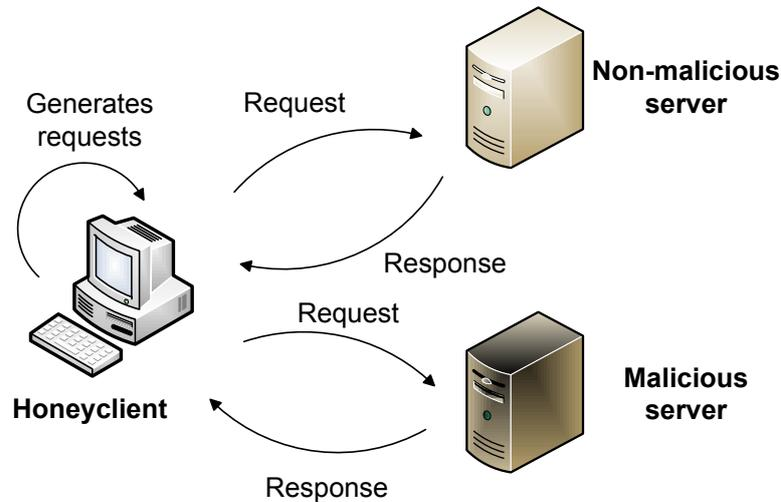 Generates
requests
Request
Non-malicious
server
Response
Request
Honeyclient
Malicious
server
Response